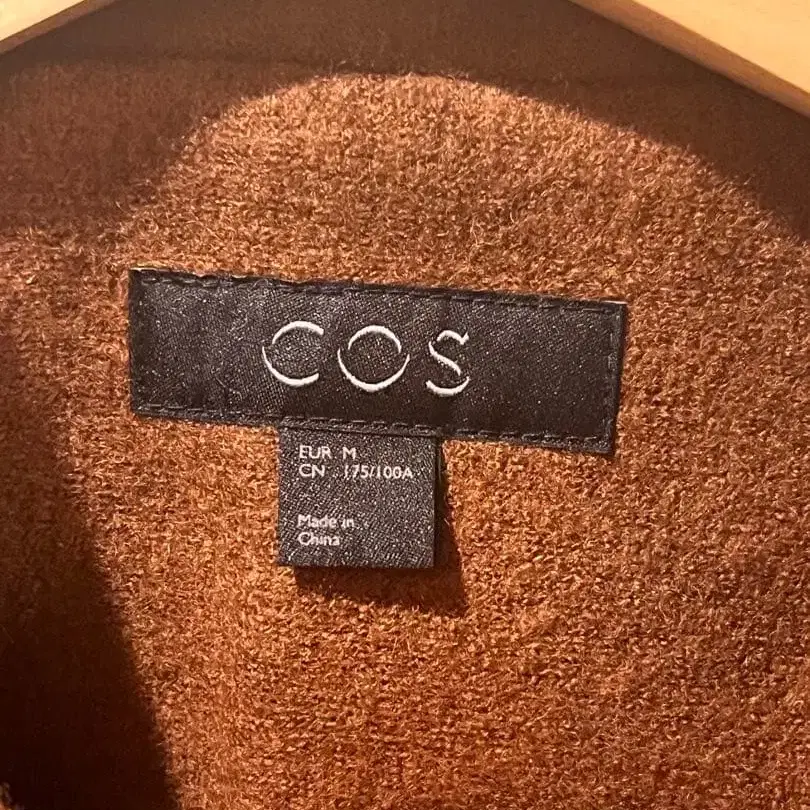 COS
EUR M
CN 175/100A
Made in
China